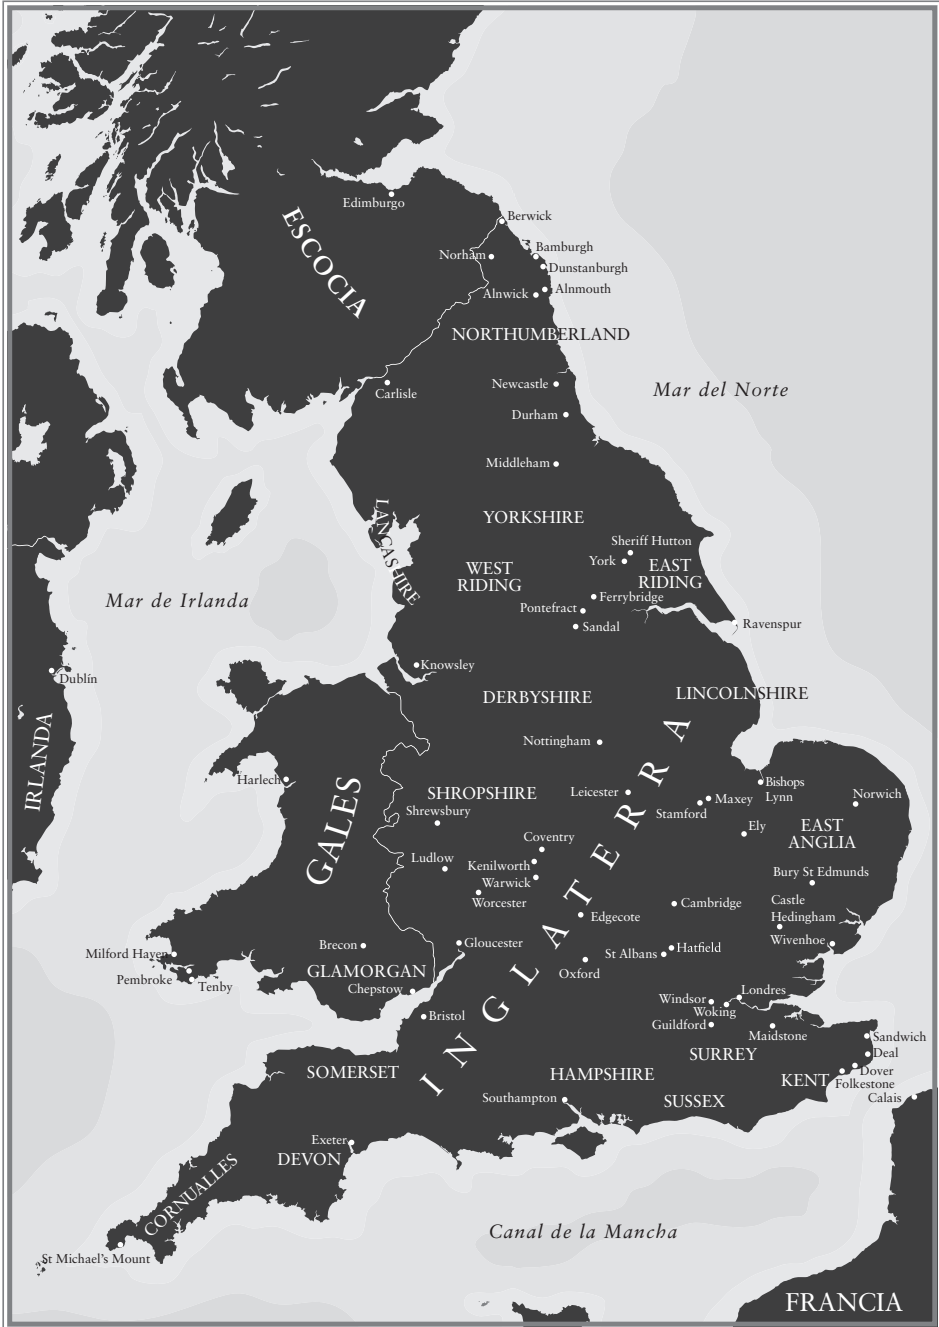 Edimburgo
ESCOCIA
Berwick
Norham
Bamburgh
Dunstanburgh
Alnmouth
Alnwick
NORTHUMBERLAND
Carlisle
Newcastle
Mar del Norte
Durham
Middleham
LANCASHIRE
YORKSHIRE
Sheriff Hutton
York
WEST
RIDING
EAST
RIDING
Mar de Irlanda
Ferrybridge
Pontefract
Sandal
Ravenspur
Knowsley
Dublín
IRLANDA
DERBYSHIRE
LINCOLNSHIRE
Nottingham
Harlech
GALES
SHROPSHIRE
Shrewsbury
Leicester
Stamford
Maxey
Bishops
Lynn
Norwich
Ely
EAST
ANGLIA
Coventry
Ludlow
Kenilworth
Warwick
Worcester
Bury St Edmunds
INGLATERRA
Cambridge
Castle
Hedingham
Edgecote
Wivenhoe
Milford Haven
Brecon
Gloucester
St Albans
Hatfield
Oxford
Pembroke
Tenby
GLAMORGAN
Chepstow
Londres
Windsor
Woking
Guildford
Bristol
Maidstone
Sandwich
Deal
Dover
Folkestone
Calais
SURREY
KENT
SOMERSET
HAMPSHIRE
Southampton
SUSSEX
Exeter
DEVON
CORNUALLES
St Michael's Mount
Canal de la Mancha
FRANCIA